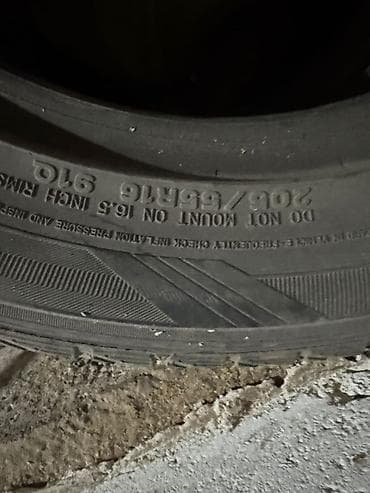 205/55R16 91Q
DO NOT MOUNT ON 16.5 INCH RIMS
FREQUENTLY CHECK INFLATION PRESSURE AND